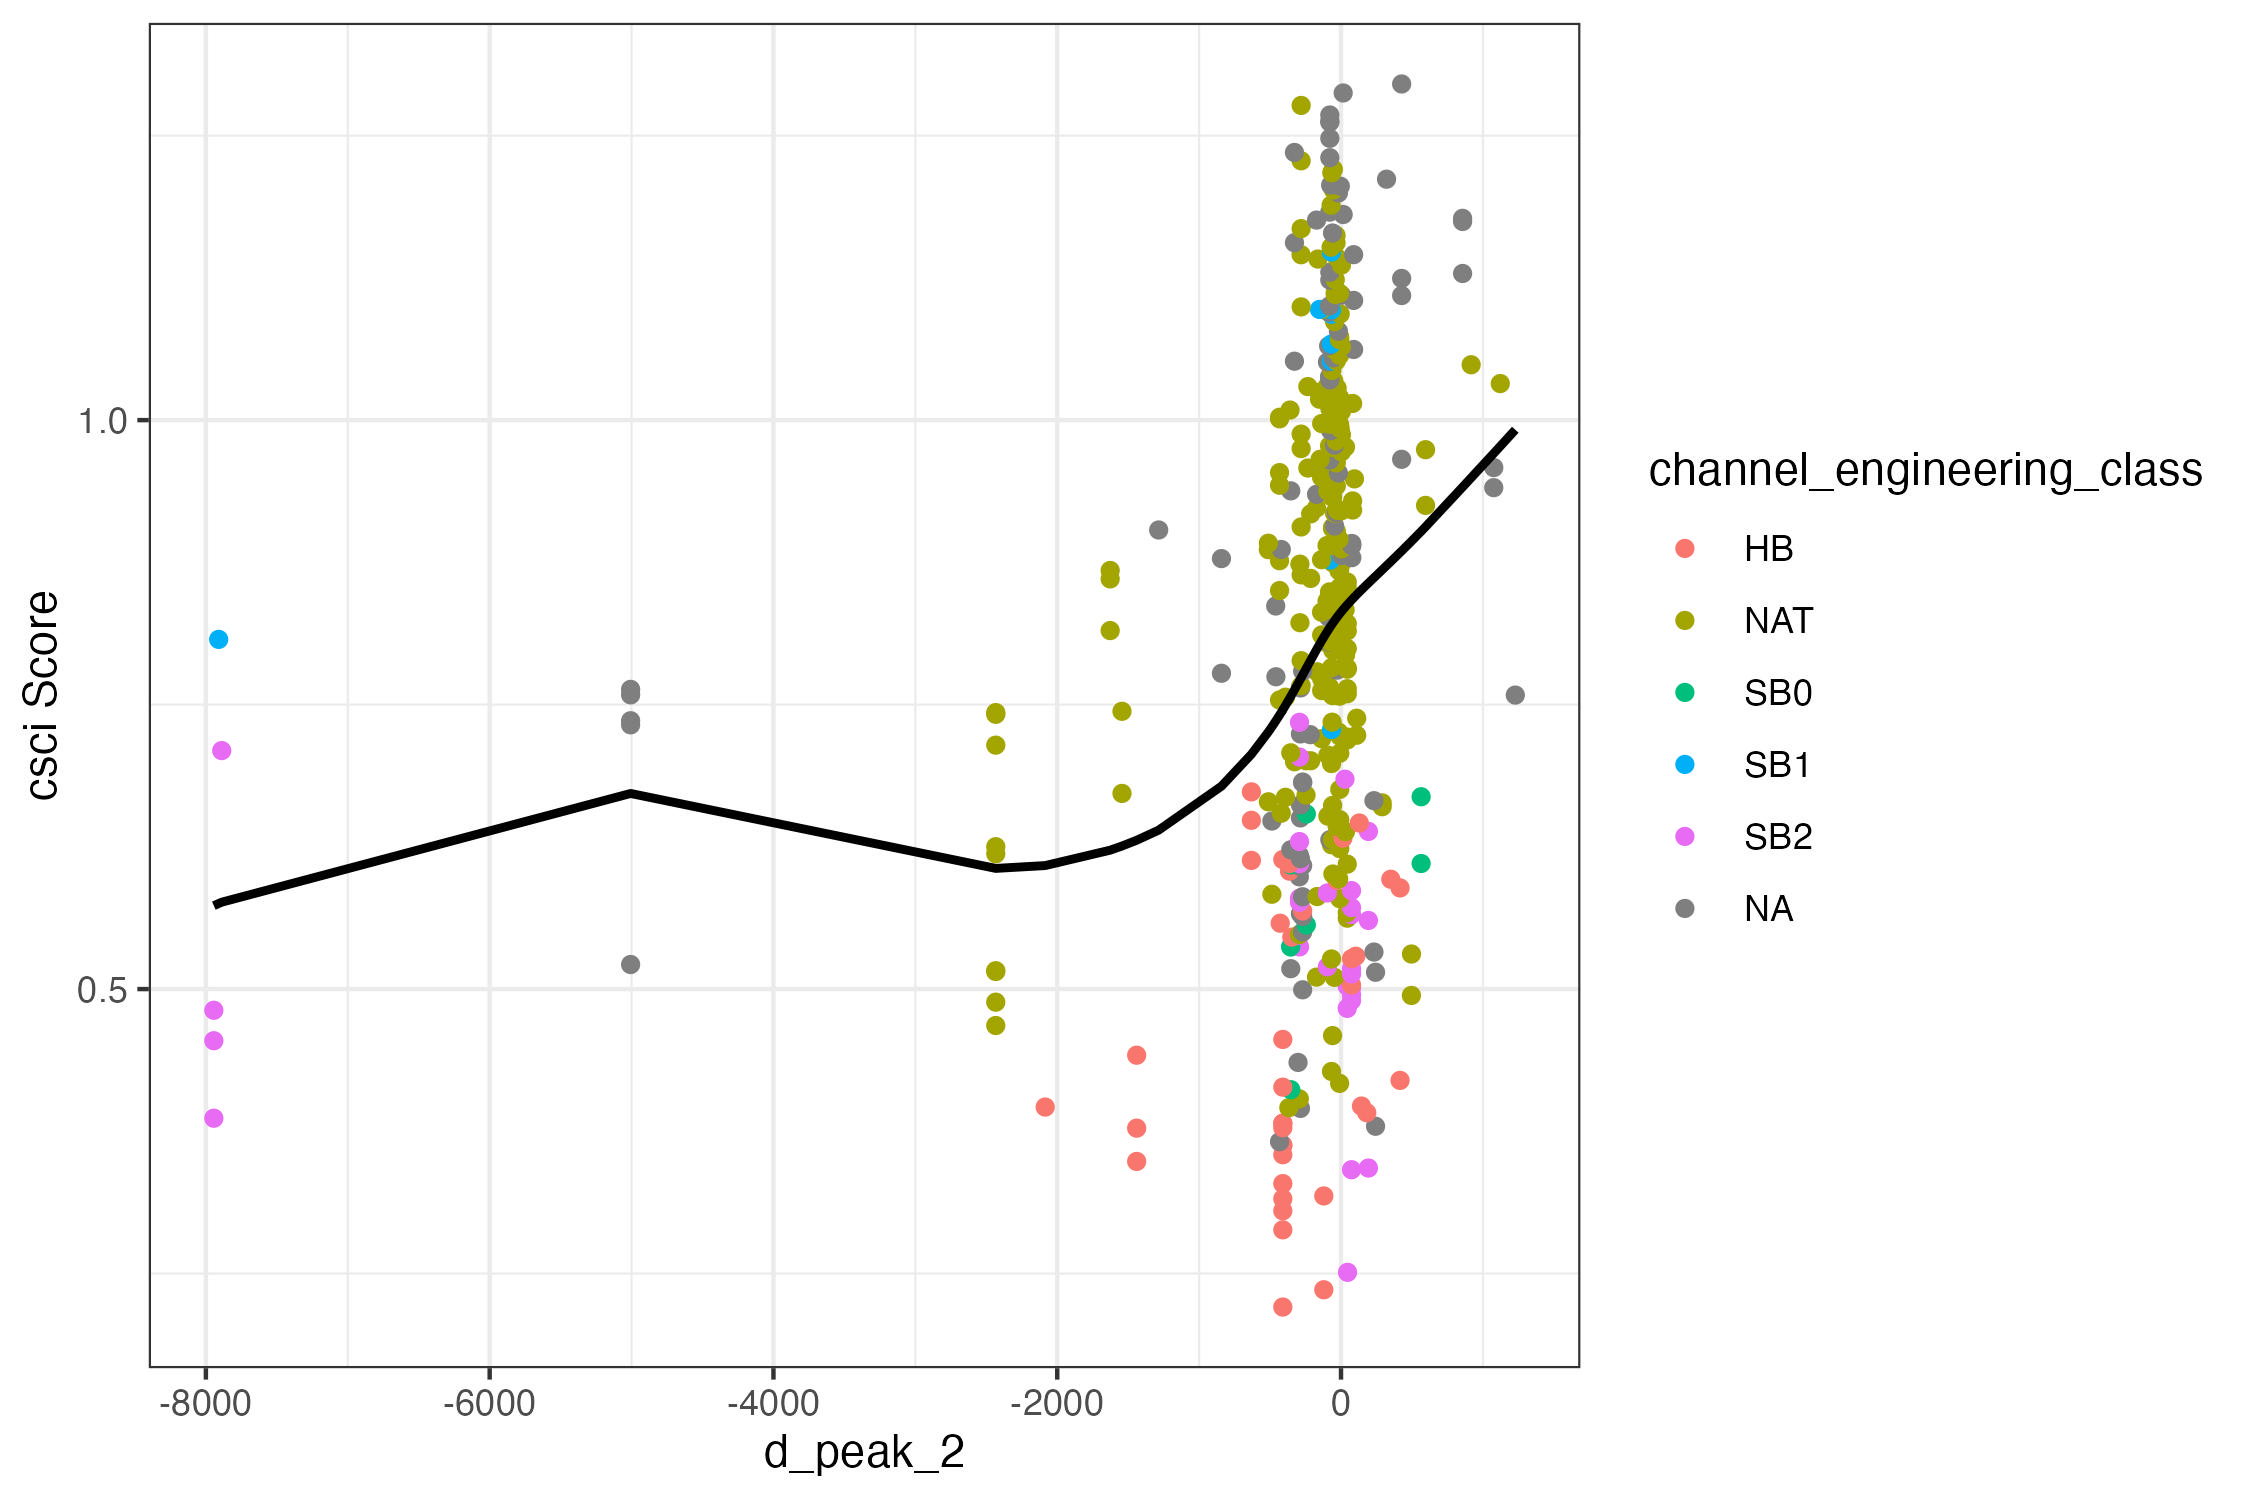 csci Score
1.0
0.5
-8000
-6000
-4000
-2000
0
d_peak_2
channel_engineering_class
HB
NAT
SB0
SB1
SB2
NA